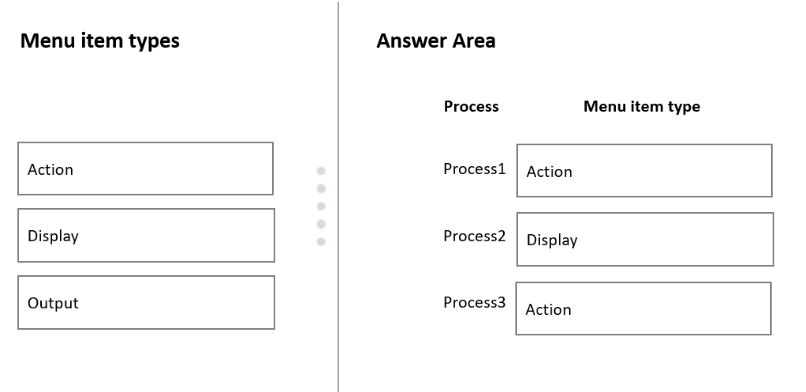 Menu item types
Action
Display
Output
Answer Area
Process Menu item type
Process1 Action
Process2 Display
Process3 Action